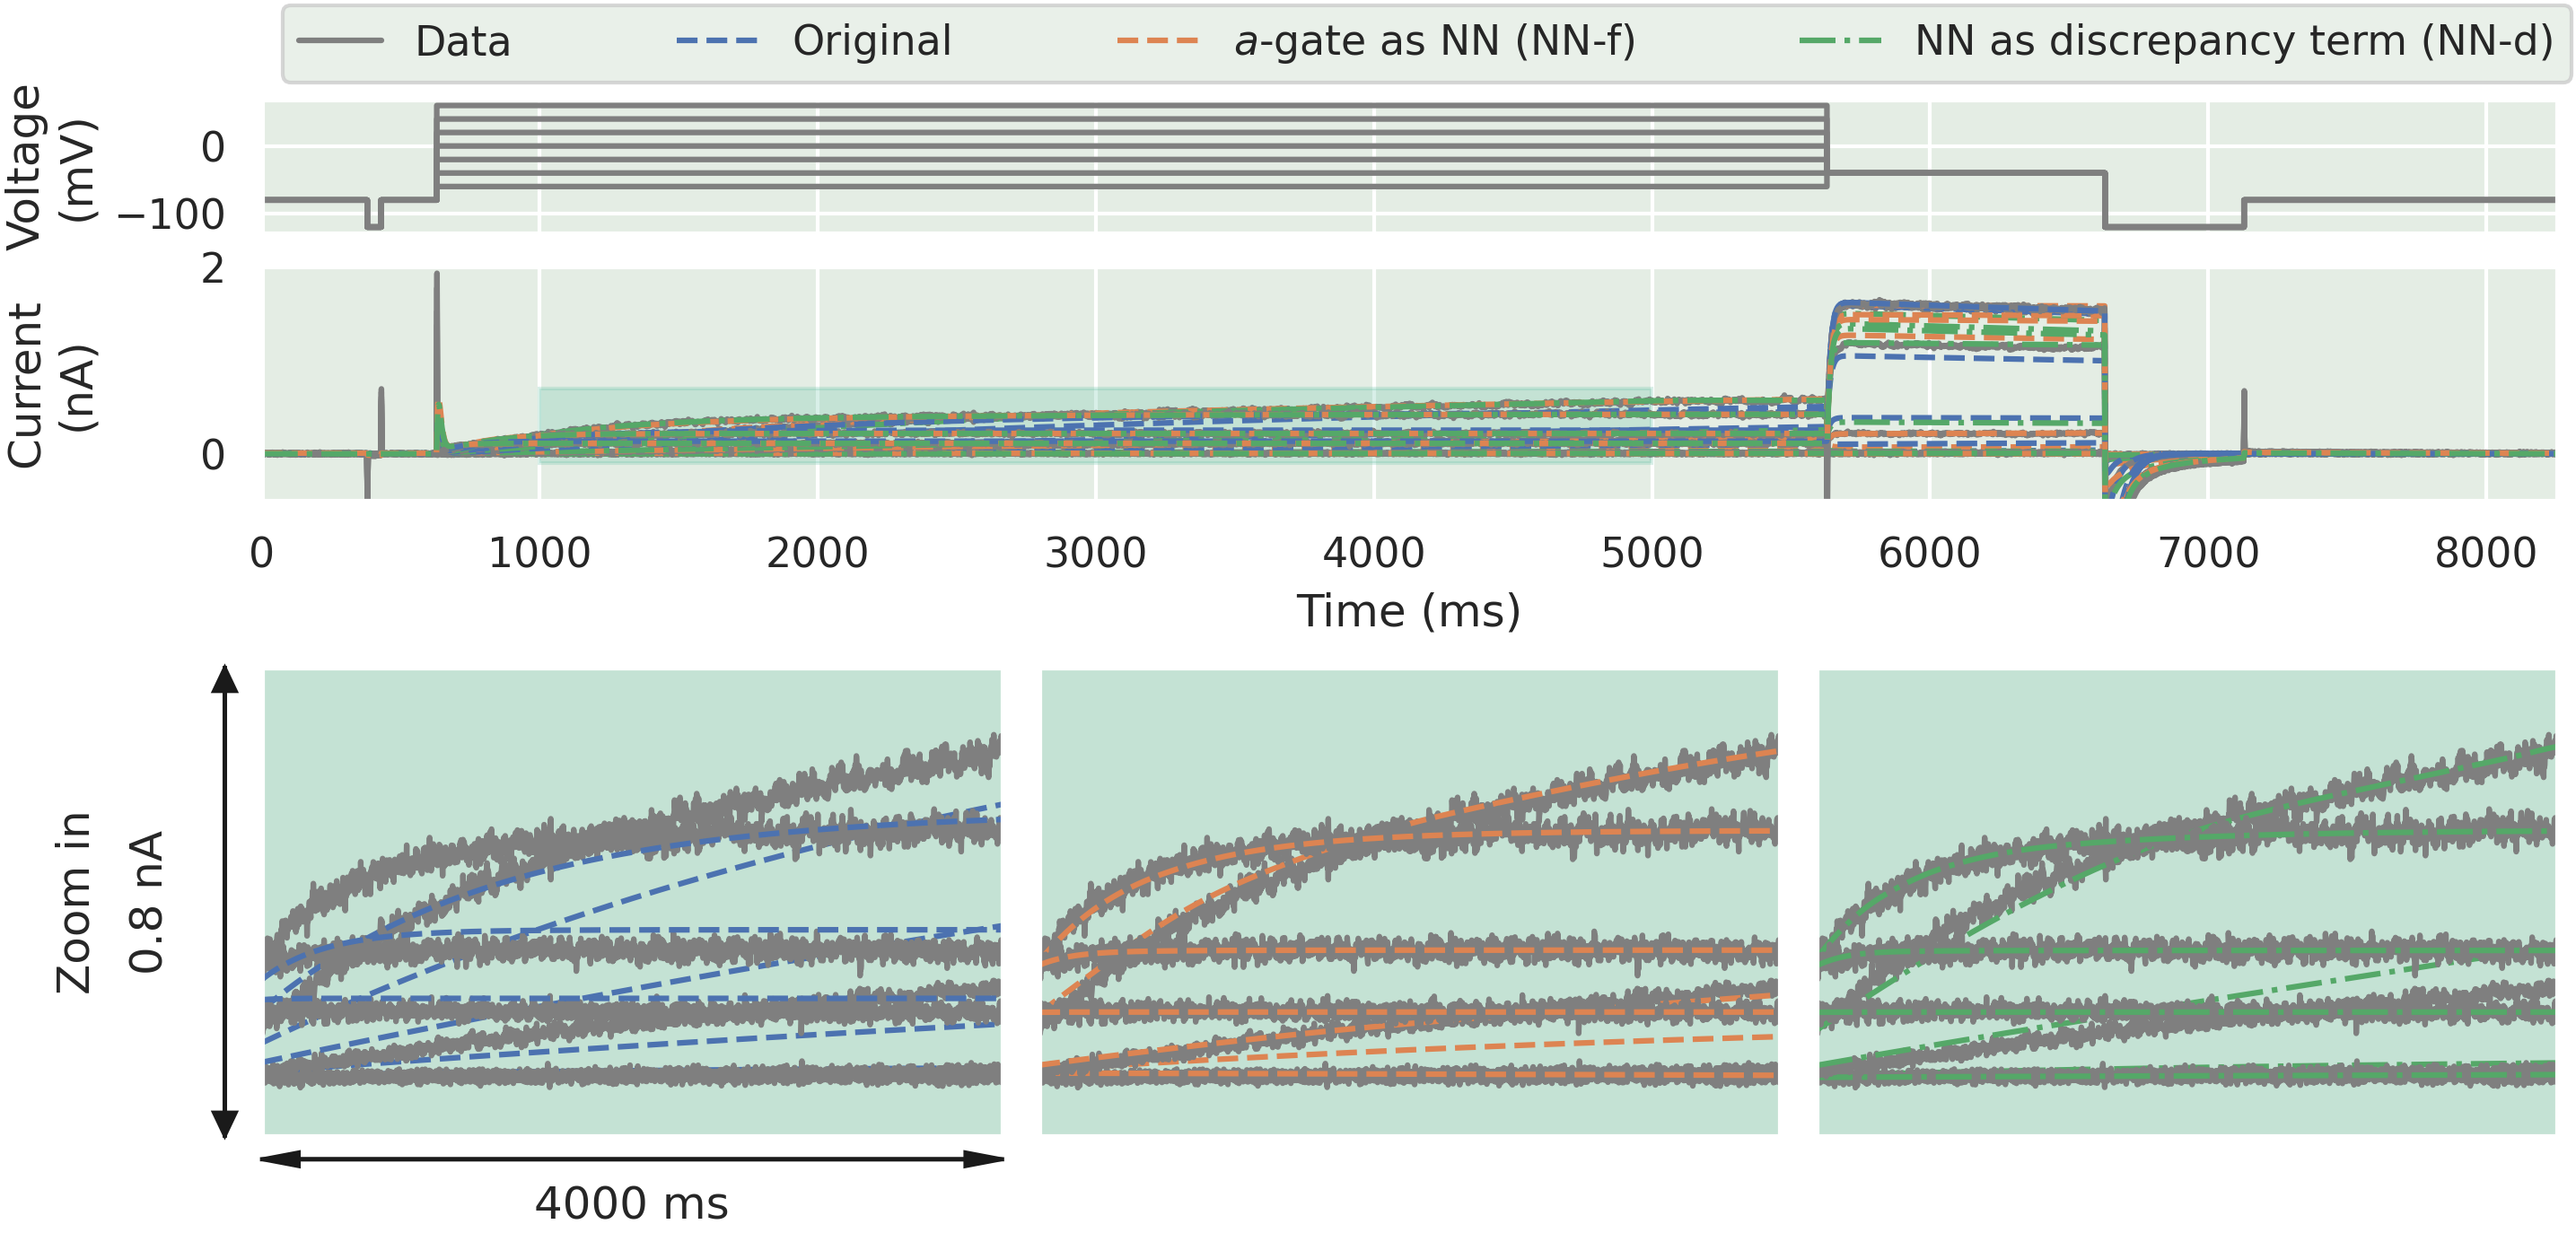 Data Original a-gate as NN (NN-f) NN as discrepancy term (NN-d)
Voltage
(mV)
0
−100
Current
(nA)
2
0
0 1000 2000 3000 4000 5000 6000 7000 8000
Time (ms)
Zoom in
0.8 nA
4000 ms